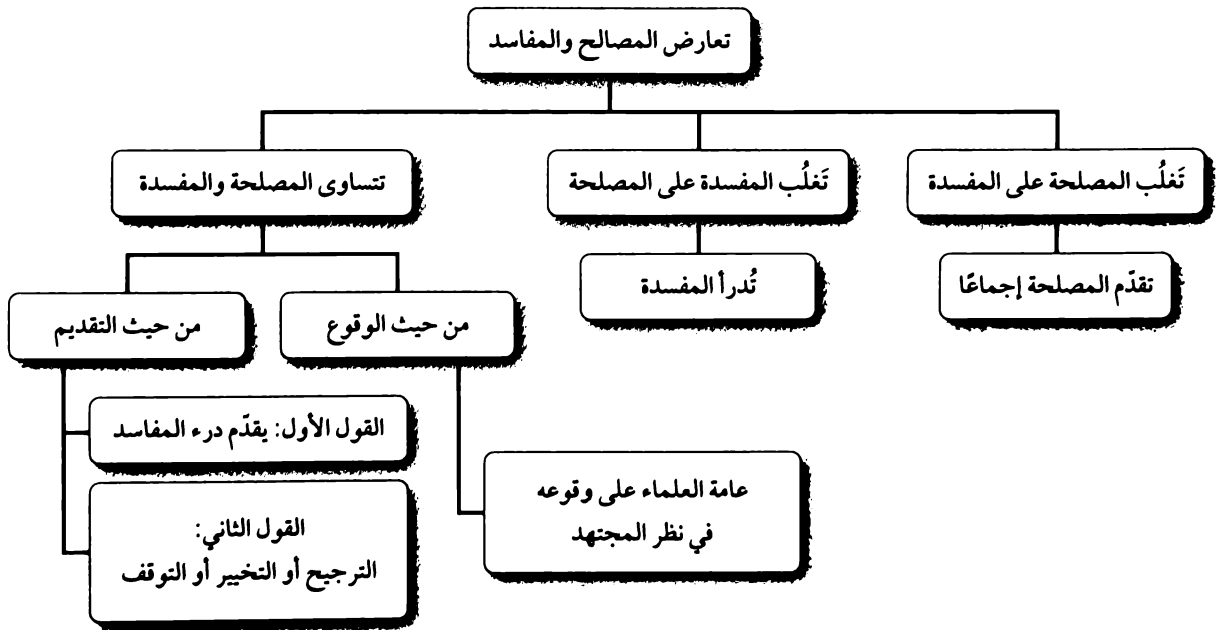 تعارض المصالح والمفاسد
تَغلُب المصلحة على المفسدة
تَغلُب المفسدة على المصلحة
تتساوى المصلحة والمفسدة
تقدّم المصلحة إجماعًا
تُدرأ المفسدة
من حيث الوقوع
من حيث التقديم
عامة العلماء على وقوعه
في نظر المجتهد
القول الأول: يقدّم درء المفاسد
القول الثاني:
الترجيح أو التخيير أو التوقف